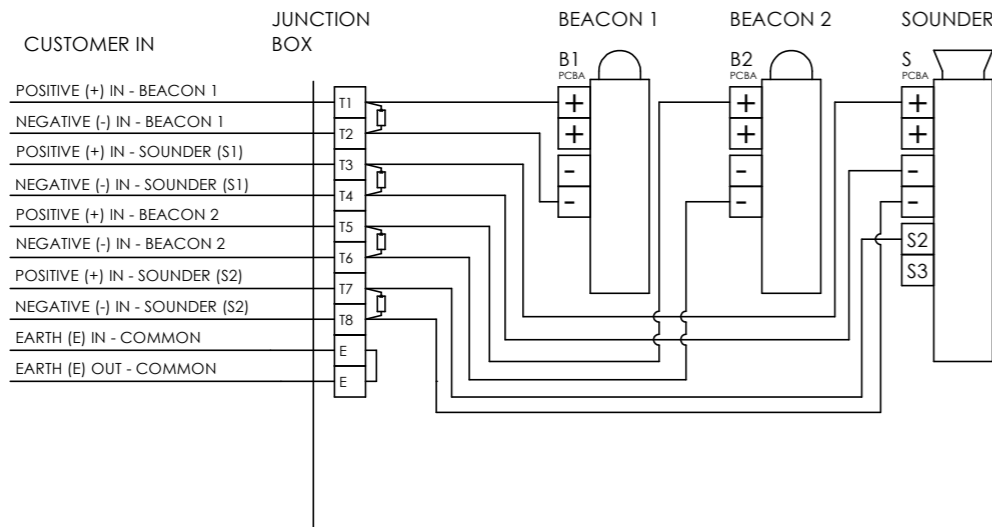 CUSTOMER IN
JUNCTION
BOX
BEACON 1
BEACON 2
SOUNDER
B1
PCBA
B2
PCBA
S
PCBA
POSITIVE (+) IN - BEACON 1
NEGATIVE (-) IN - BEACON 1
POSITIVE (+) IN - SOUNDER (S1)
NEGATIVE (-) IN - SOUNDER (S1)
POSITIVE (+) IN - BEACON 2
NEGATIVE (-) IN - BEACON 2
POSITIVE (+) IN - SOUNDER (S2)
NEGATIVE (-) IN - SOUNDER (S2)
EARTH (E) IN - COMMON
EARTH (E) OUT - COMMON
T1
T2
T3
T4
T5
T6
T7
T8
E
E
+
+
-
-
+
+
-
-
+
+
-
-
S2
S3